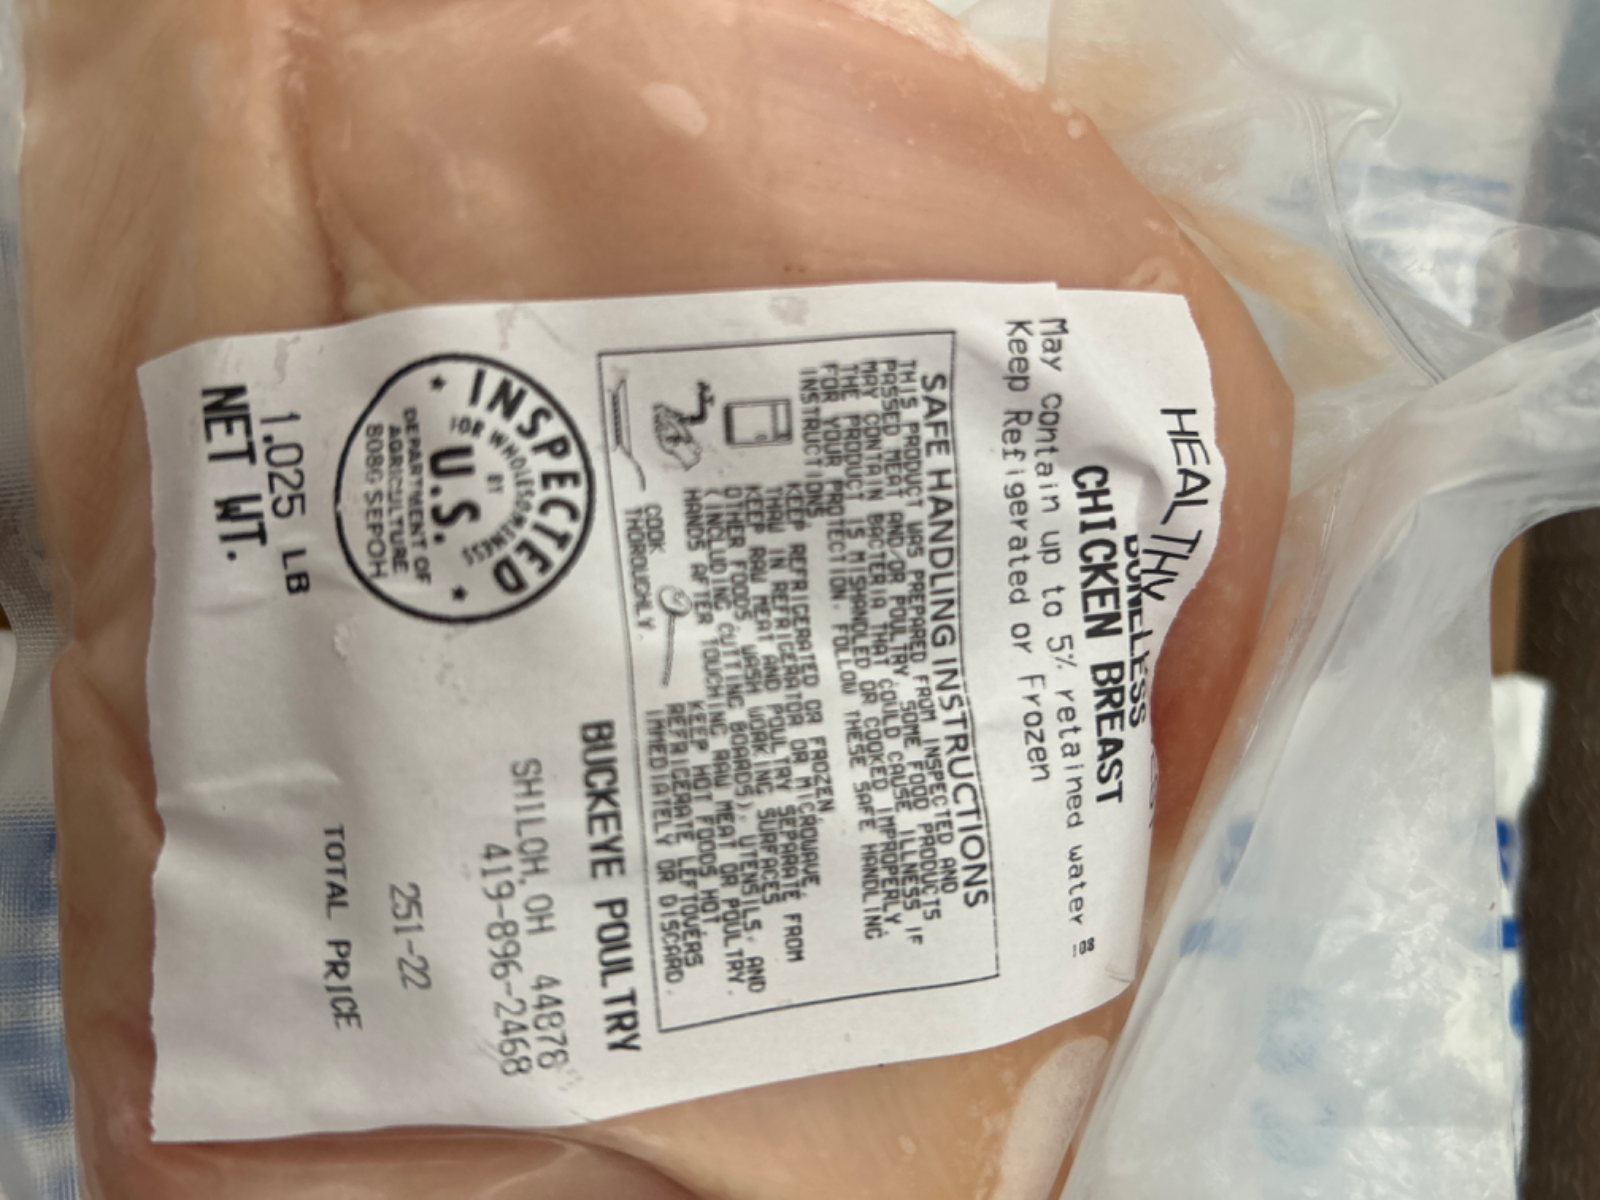 HEALTHY
BONELESS
CHICKEN BREAST
May contain up to 5% retained water
Keep Refrigerated or Frozen
SAFE HANDLING INSTRUCTIONS
THIS PRODUCT WAS PREPARED FROM INSPECTED AND
PASSED MEAT AND/OR POULTRY. SOME FOOD PRODUCTS
MAY CONTAIN BACTERIA THAT COULD CAUSE ILLNESS IF
THE PRODUCT IS MISHANDLED OR COOKED IMPROPERLY.
FOR YOUR PROTECTION, FOLLOW THESE SAFE HANDLING
INSTRUCTIONS
KEEP REFRIGERATED OR FROZEN.
THAW IN REFRIGERATOR OR MICROWAVE.
KEEP RAW MEAT AND POULTRY SEPARATE FROM
OTHER FOODS. WASH WORKING SURFACES
(INCLUDING CUTTING BOARDS), UTENSILS, AND
HANDS AFTER TOUCHING RAW MEAT OR POULTRY.
COOK
THOROUGHLY.
KEEP HOT FOODS HOT.
REFRIGERATE LEFTOVERS
IMMEDIATELY OR DISCARD.
BUCKEYE POULTRY
SHILOH, OH 44878
419-896-2468
INSPECTED
FOR WHOLESOMENESS
BY
U.S.
DEPARTMENT OF
AGRICULTURE
251-22
1.025 LB
NET WT.
TOTAL PRICE